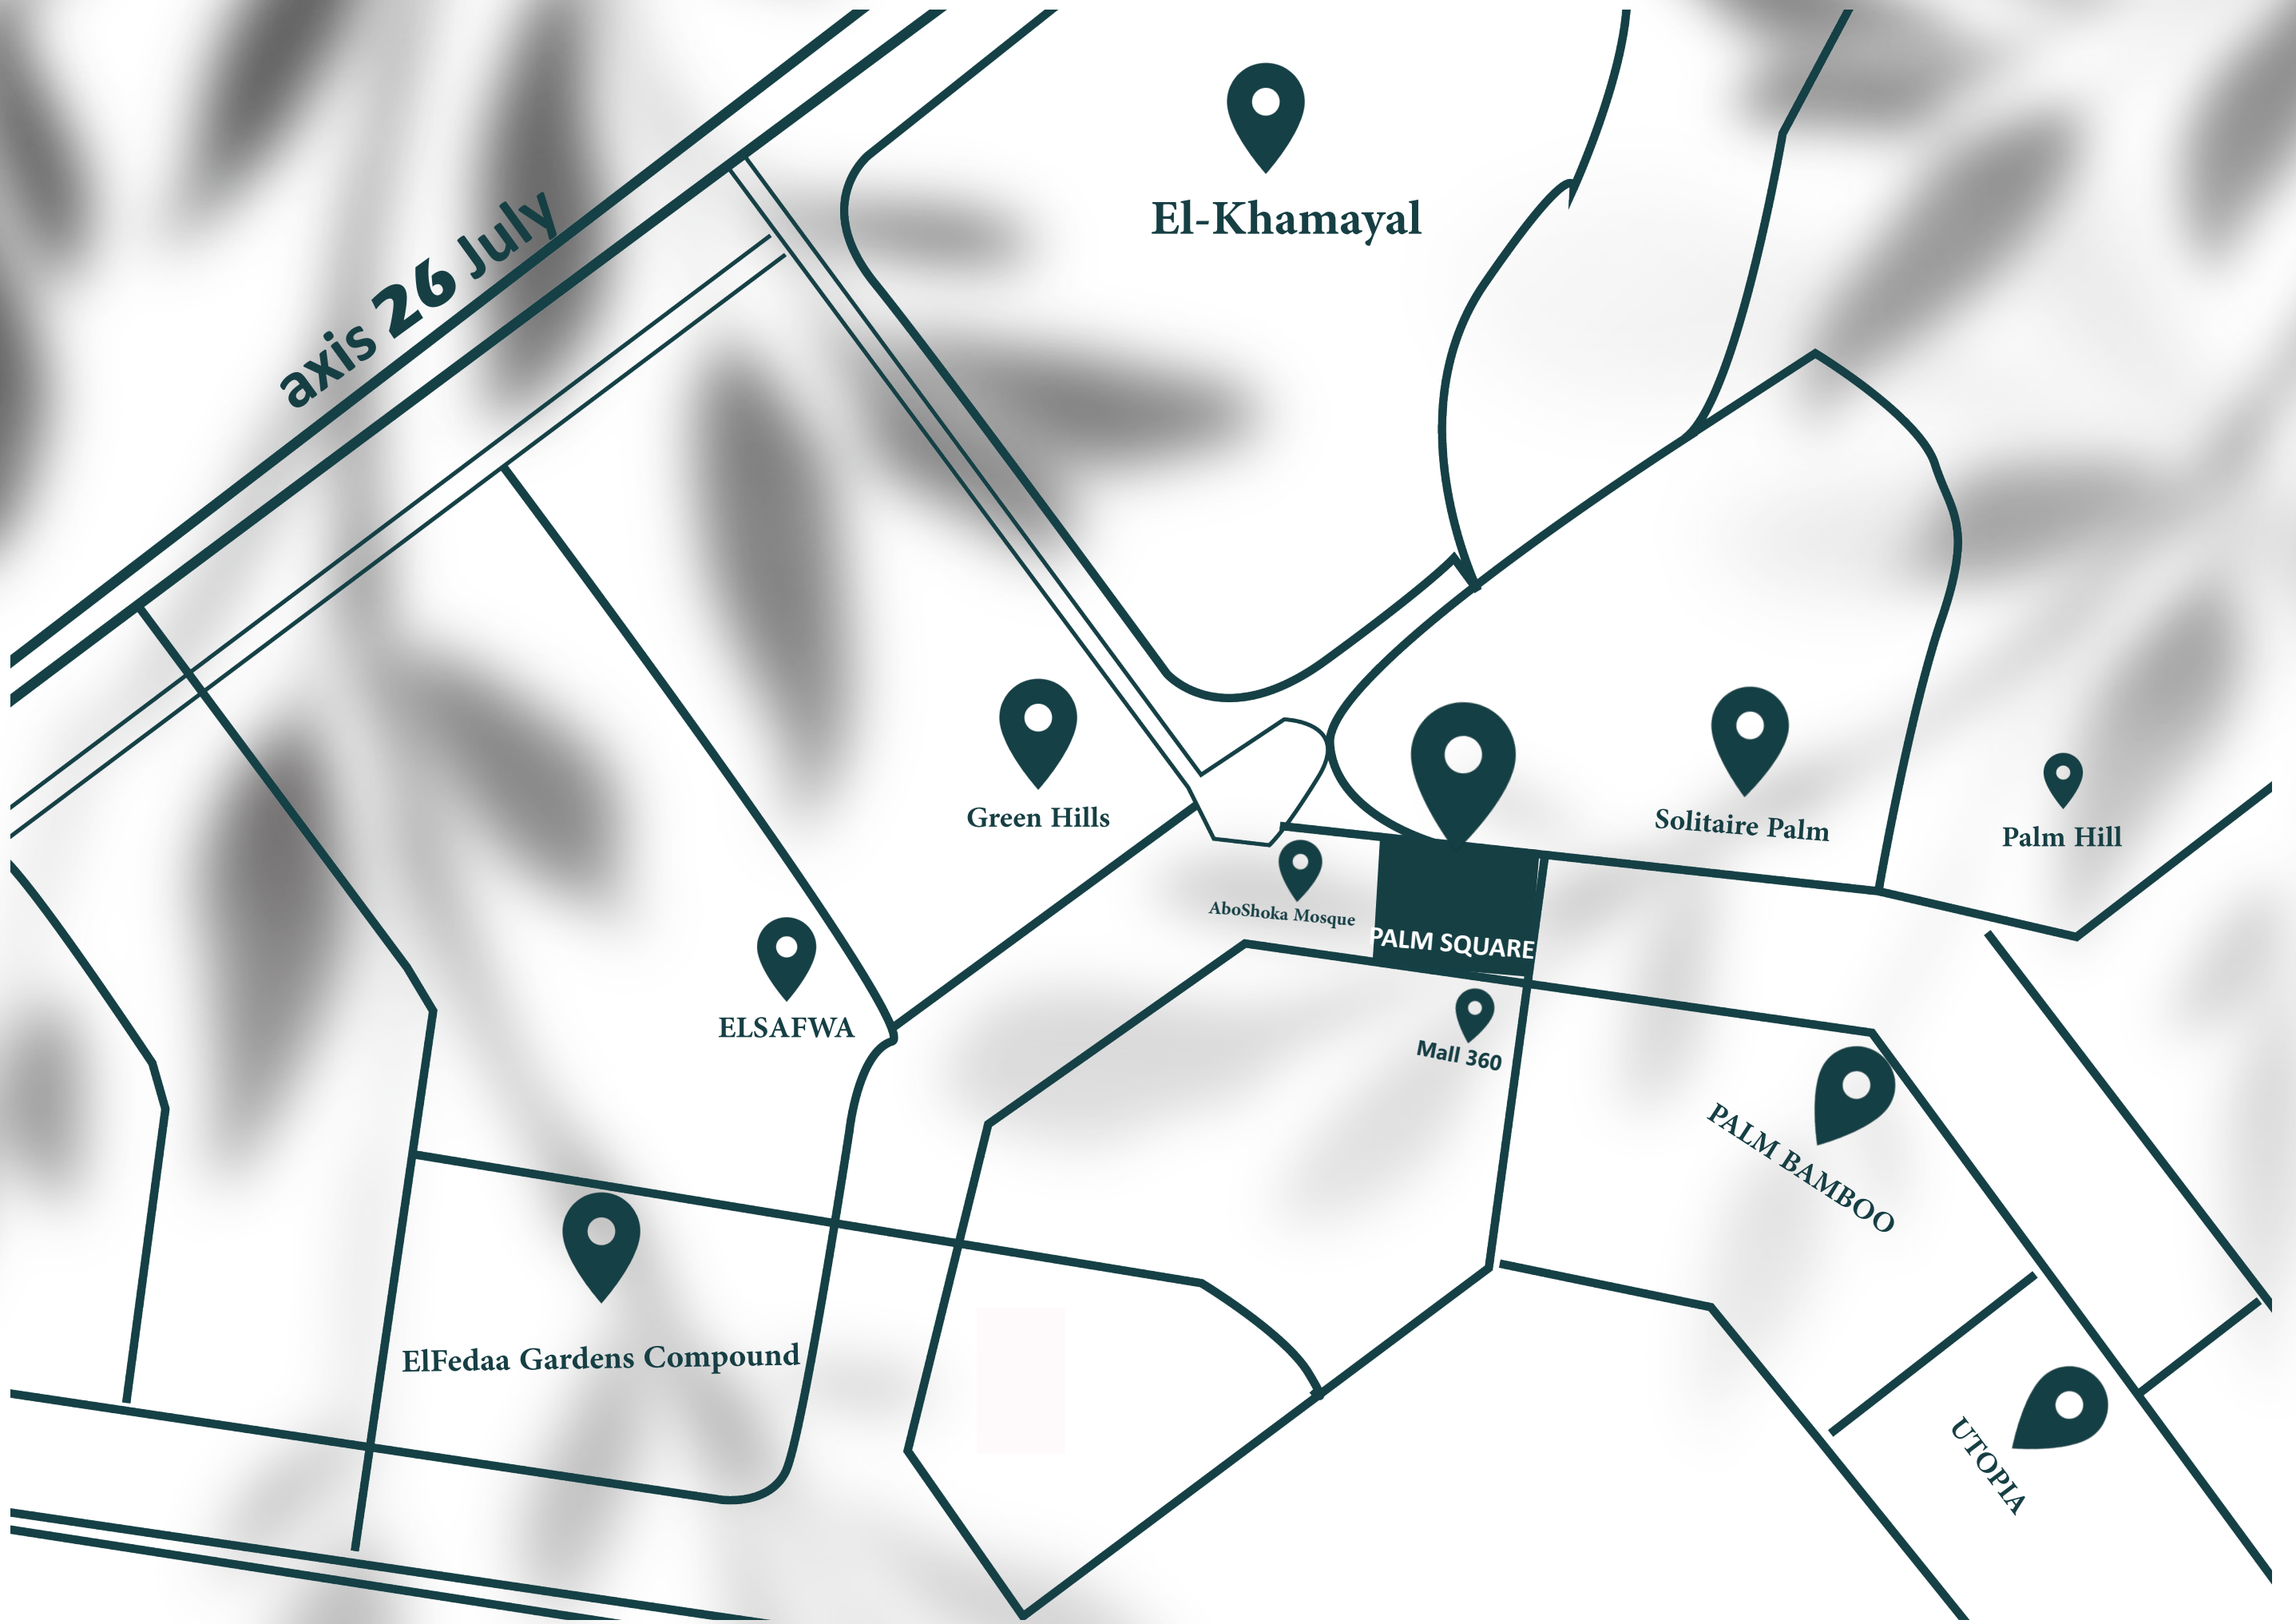 El-Khamayal
axis 26 July
Green Hills
Solitaire Palm
Palm Hill
AboShoka Mosque
PALM SQUARE
ELSAFWA
Mall 360
PALM BAMBOO
ElFedaa Gardens Compound
UTOPIA